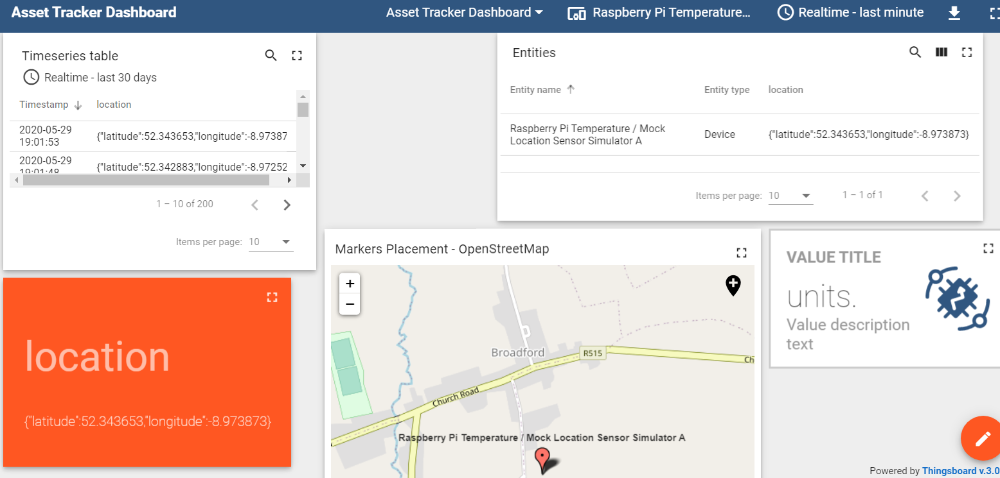 Asset Tracker Dashboard
Asset Tracker Dashboard
Raspberry Pi Temperature...
Realtime - last minute
Timeseries table
Realtime - last 30 days
Timestamp location
2020-05-29
19:01:53
{"latitude":52.343653,"longitude":-8.97387
2020-05-29
19:01:48
{"latitude":52.342883,"longitude":-8.97252
1 – 10 of 200
Items per page: 10
Entities
Entity name Entity type location
Raspberry Pi Temperature / Mock
Location Sensor Simulator A
Device
{"latitude":52.343653,"longitude":-8.973873}
Items per page: 10
1 – 1 of 1
location
{"latitude":52.343653,"longitude":-8.973873}
Markers Placement - OpenStreetMap
+
−
Broadford
R515
Ch
Church Road
Raspberry Pi Temperature / Mock Location Sensor Simulator A
VALUE TITLE
units.
Value description
text
Powered by Thingsboard v.3.0